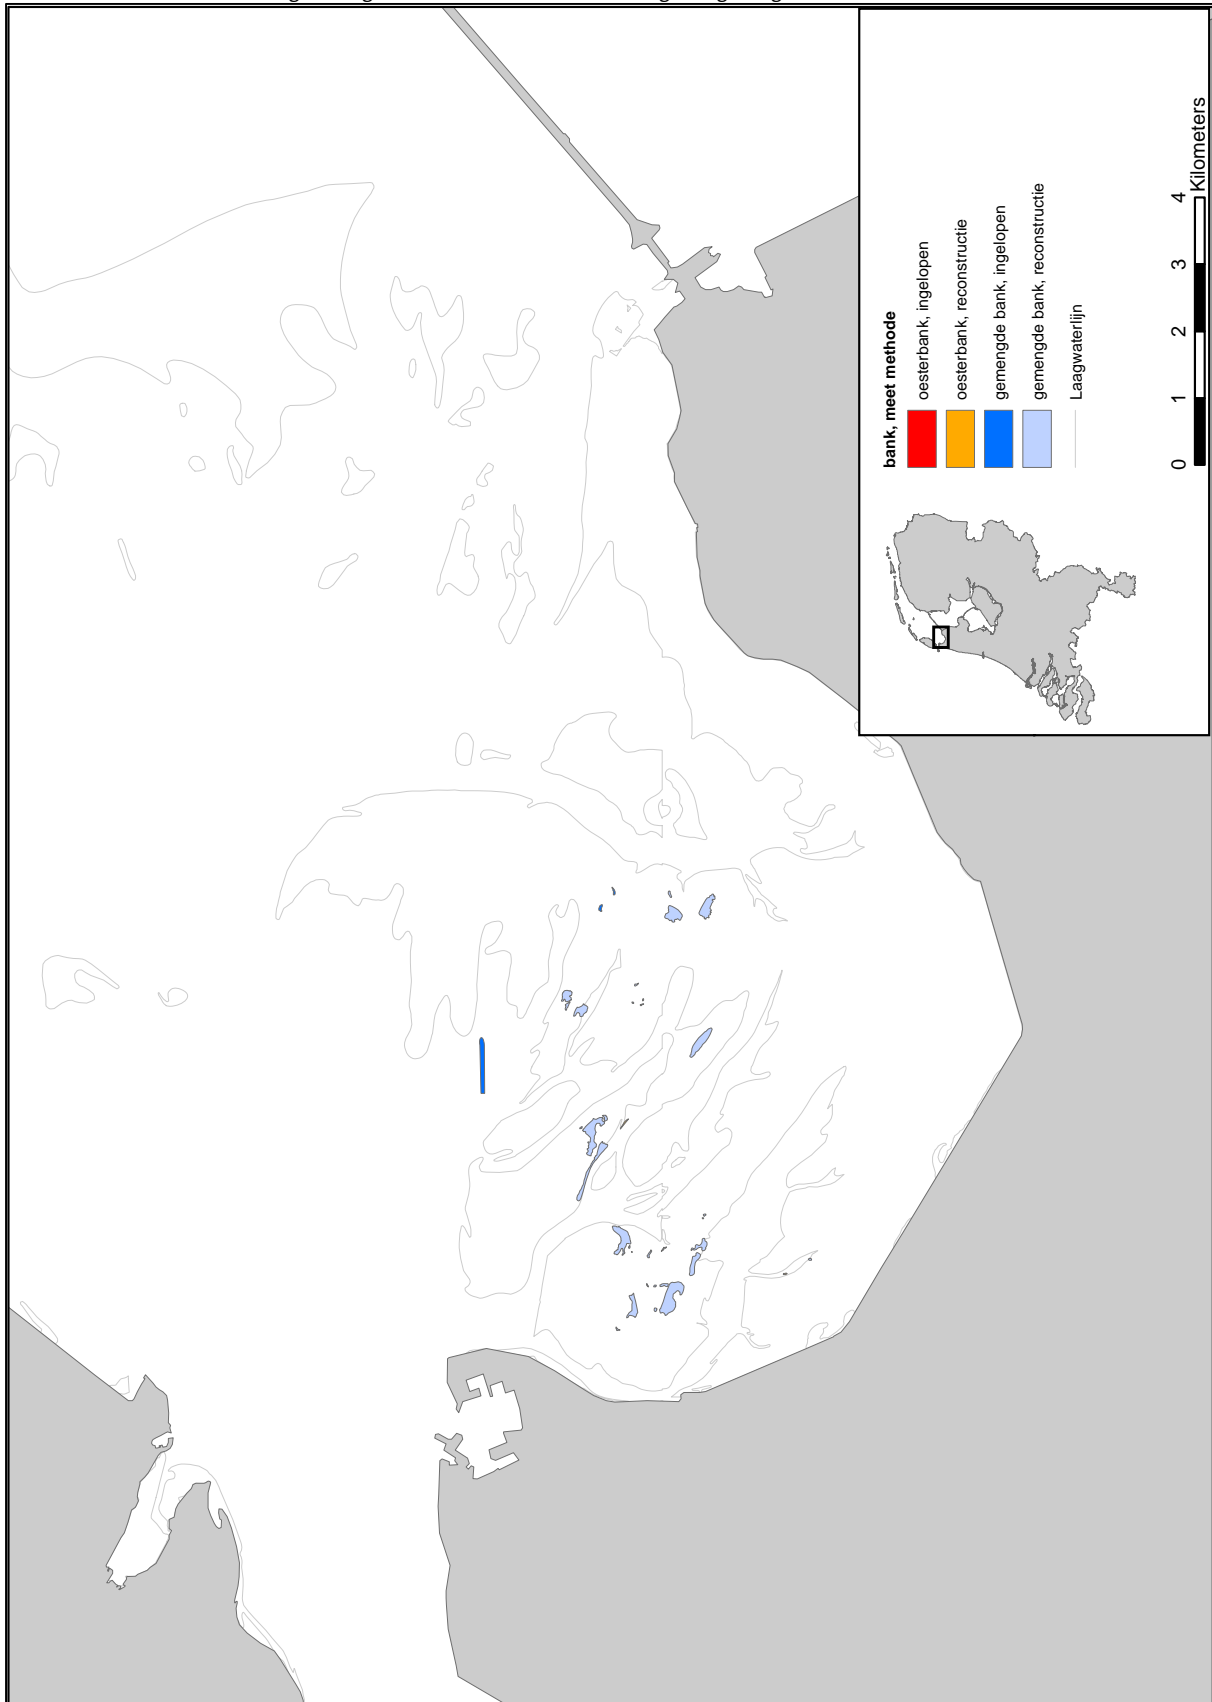 bank, meet methode
oesterbank, ingelopen
oesterbank, reconstructie
gemengde bank, ingelopen
gemengde bank, reconstructie
Laagwaterlijn
0 1 2 3 4
Kilometers